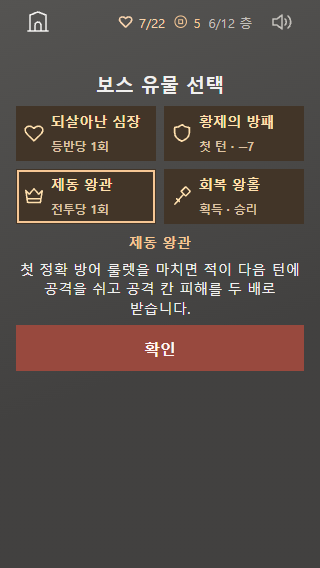 7/22 5 6/12 층
보스 유물 선택
되살아난 심장
등반당 1회
황제의 방패
첫 턴 · −7
제동 왕관
전투당 1회
회복 왕홀
획득 · 승리
제동 왕관
첫 정확 방어 룰렛을 마치면 적이 다음 턴에
공격을 쉬고 공격 칸 피해를 두 배로
받습니다.
확인